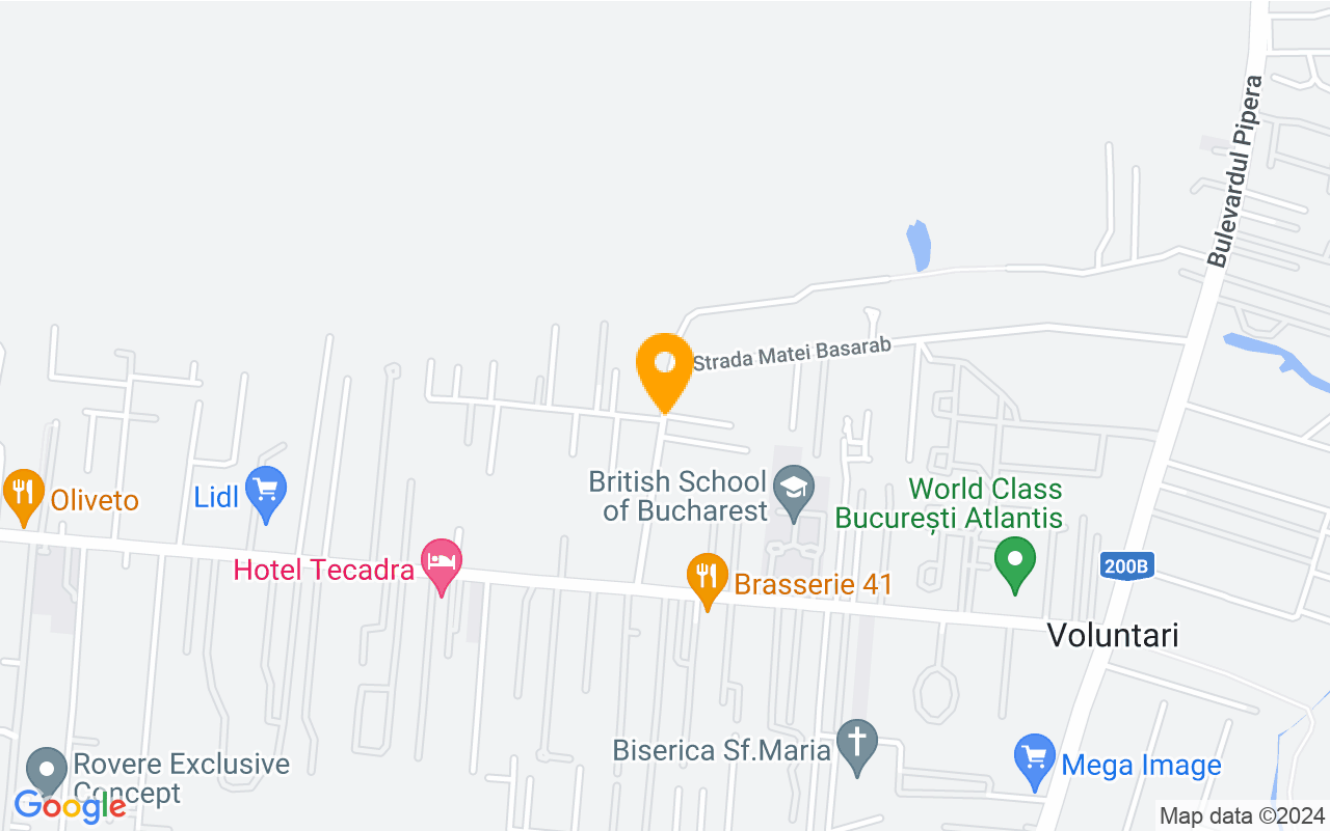 Bulevardul Pipera
Strada Matei Basarab
British School
of Bucharest
World Class
București Atlantis
Oliveto
Lidl
Hotel Tecadra
Brasserie 41
200B
Voluntari
Biserica Sf.Maria
Mega Image
Rovere Exclusive
Concept
Google
Map data ©2024